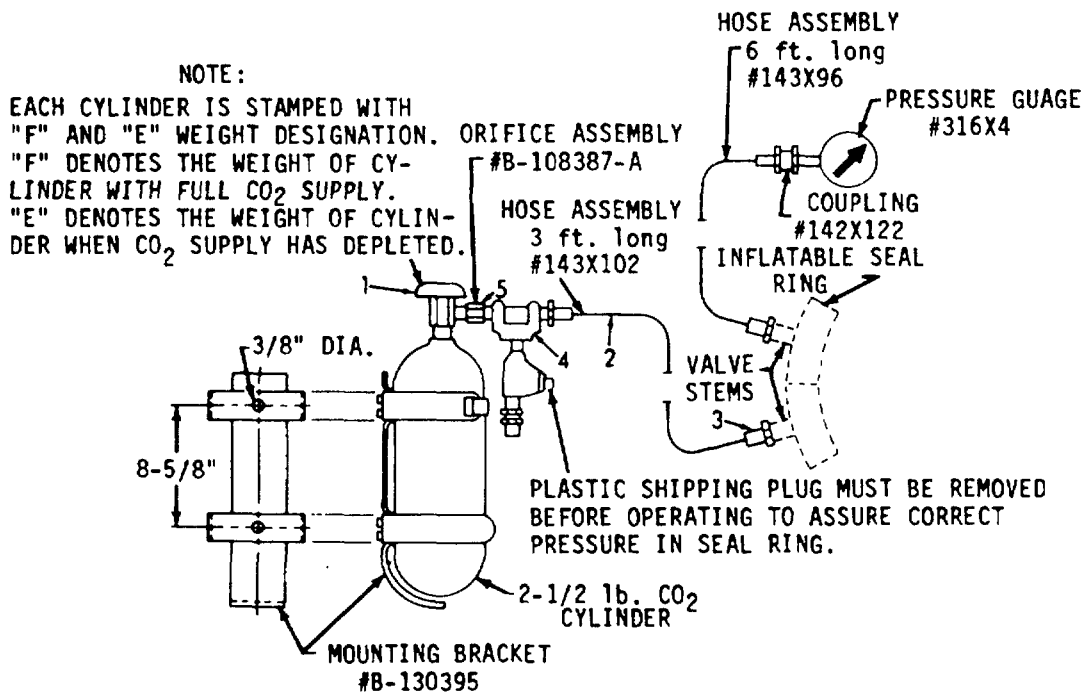 NOTE:
EACH CYLINDER IS STAMPED WITH
"F" AND "E" WEIGHT DESIGNATION.
"F" DENOTES THE WEIGHT OF CY-
LINDER WITH FULL CO2 SUPPLY.
"E" DENOTES THE WEIGHT OF CYLIN-
DER WHEN CO2 SUPPLY HAS DEPLETED.
ORIFICE ASSEMBLY
#B-108387-A
HOSE ASSEMBLY
3 ft. long
#143X102
HOSE ASSEMBLY
6 ft. long
#143X96
PRESSURE GUAGE
#316X4
COUPLING
#142X122
INFLATABLE SEAL
RING
1
5
4
2
VALVE
STEMS
3
3/8" DIA.
8-5/8"
PLASTIC SHIPPING PLUG MUST BE REMOVED
BEFORE OPERATING TO ASSURE CORRECT
PRESSURE IN SEAL RING.
2-1/2 lb. CO2
CYLINDER
MOUNTING BRACKET
#B-130395